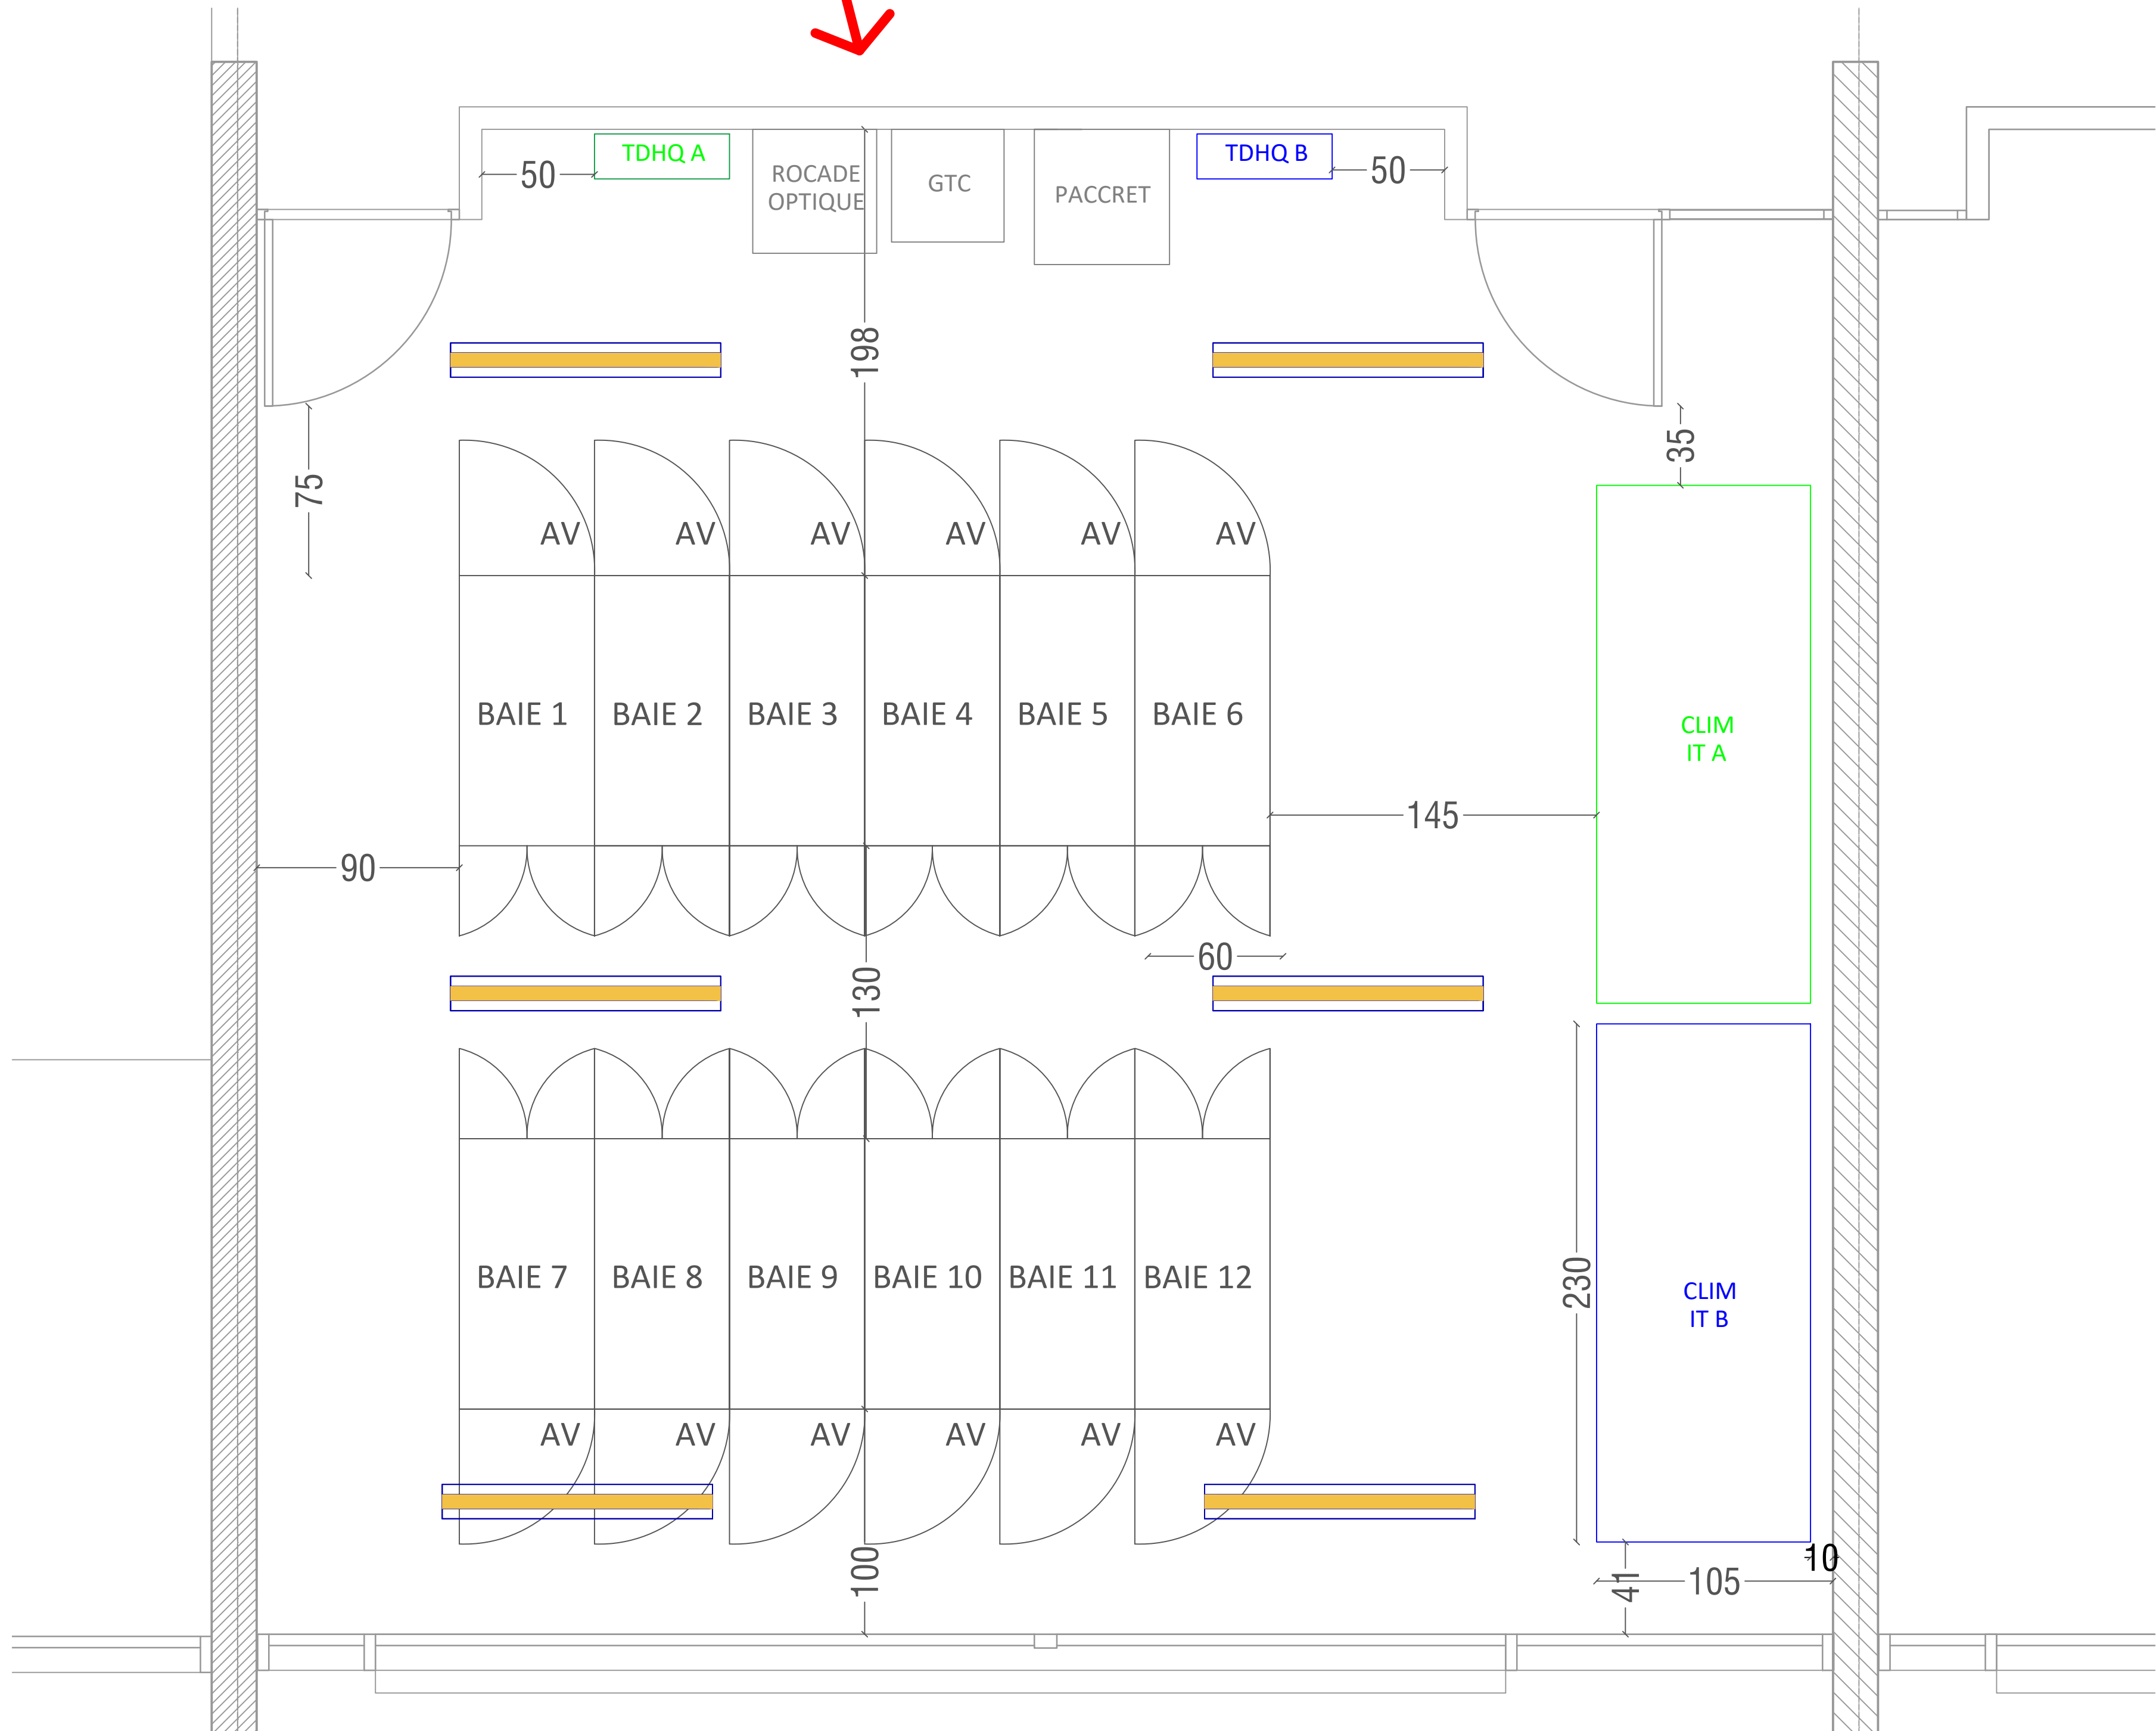 TDHQ A
TDHQ B
50
ROCADE
OPTIQUE
GTC
PACCRET
50
198
75
35
AV
AV
AV
AV
AV
AV
BAIE 1
BAIE 2
BAIE 3
BAIE 4
BAIE 5
BAIE 6
CLIM
IT A
145
90
60
130
BAIE 7
BAIE 8
BAIE 9
BAIE 10
BAIE 11
BAIE 12
230
CLIM
IT B
AV
AV
AV
AV
AV
AV
100
10
41
105